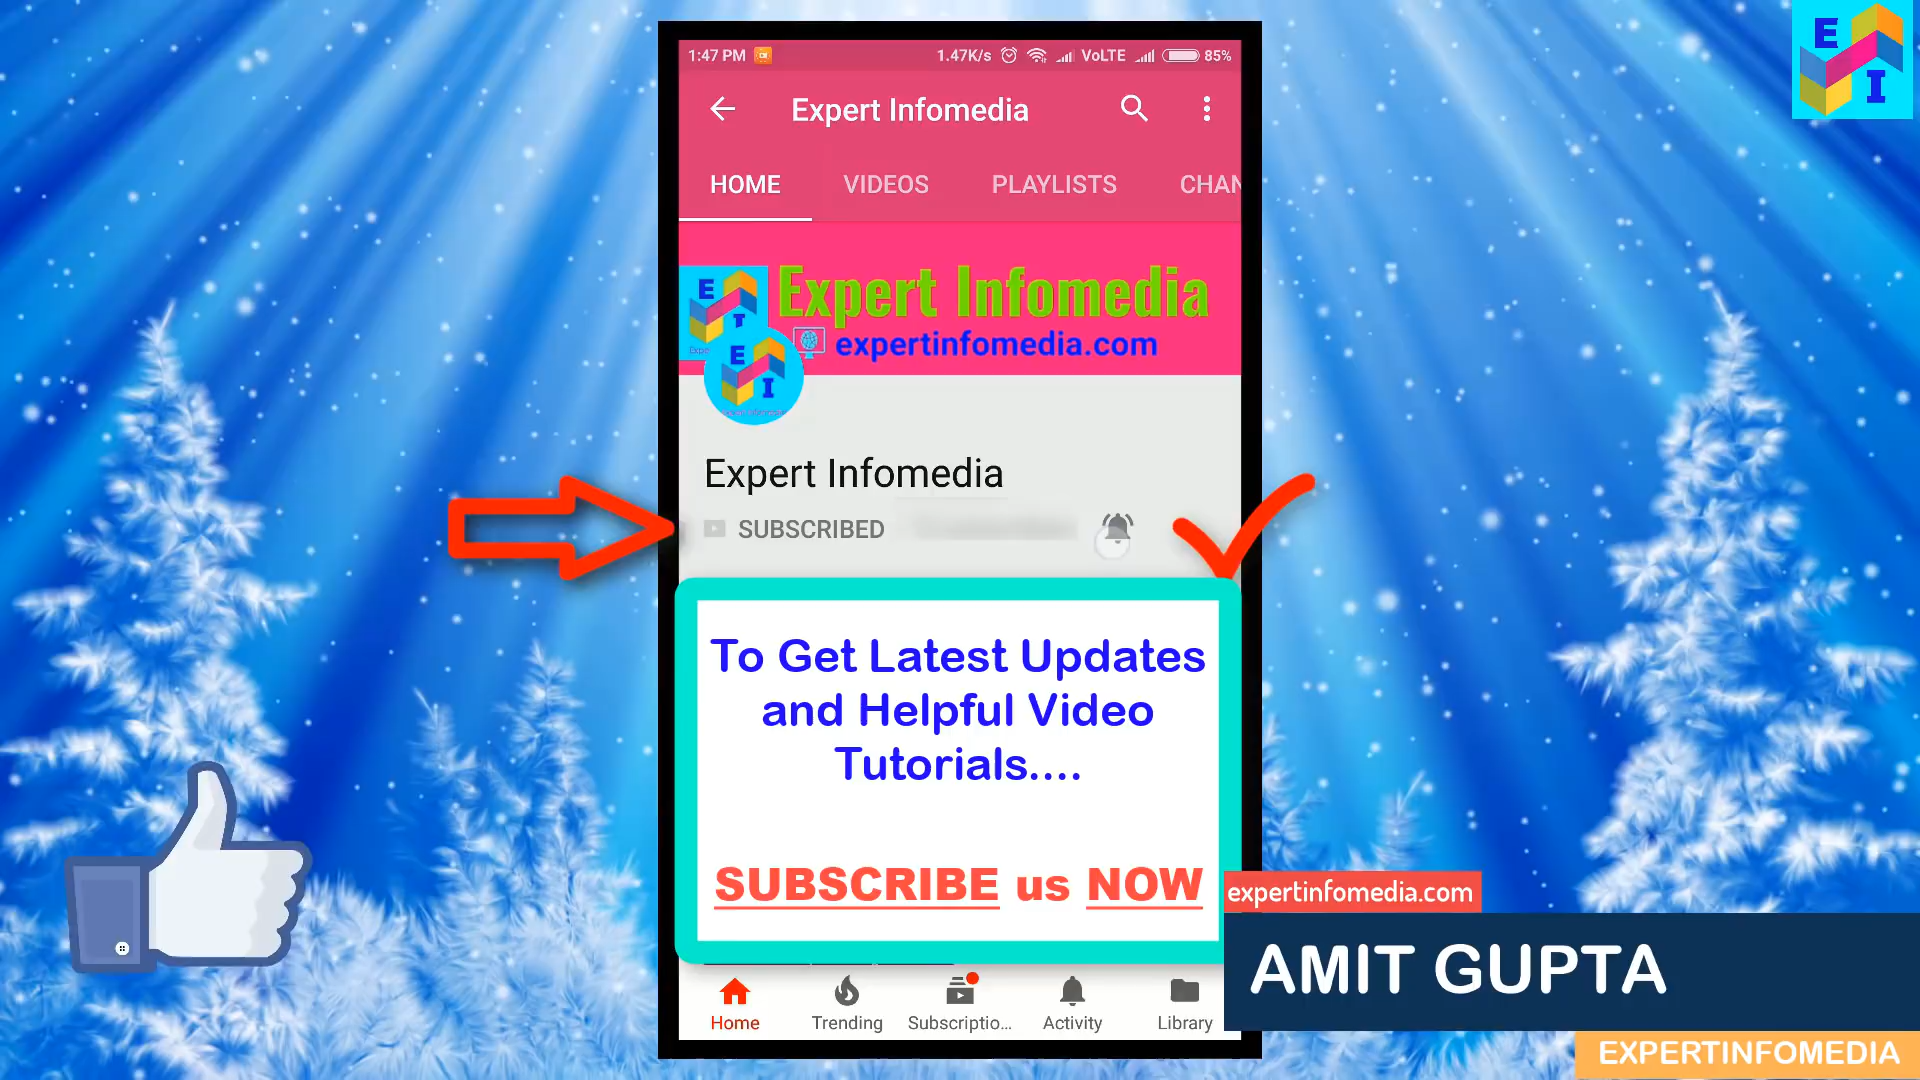 1:47 PM 1.47K/s VoLTE 85%
Expert Infomedia
HOME VIDEOS PLAYLISTS CHAN
E I
Expert Infomedia
expertinfomedia.com
E I
E I
Expert Infomedia
SUBSCRIBED
To Get Latest Updates
and Helpful Video
Tutorials....
SUBSCRIBE us NOW
expertinfomedia.com
AMIT GUPTA
Home Trending Subscriptio... Activity Library
EXPERTINFOMEDIA